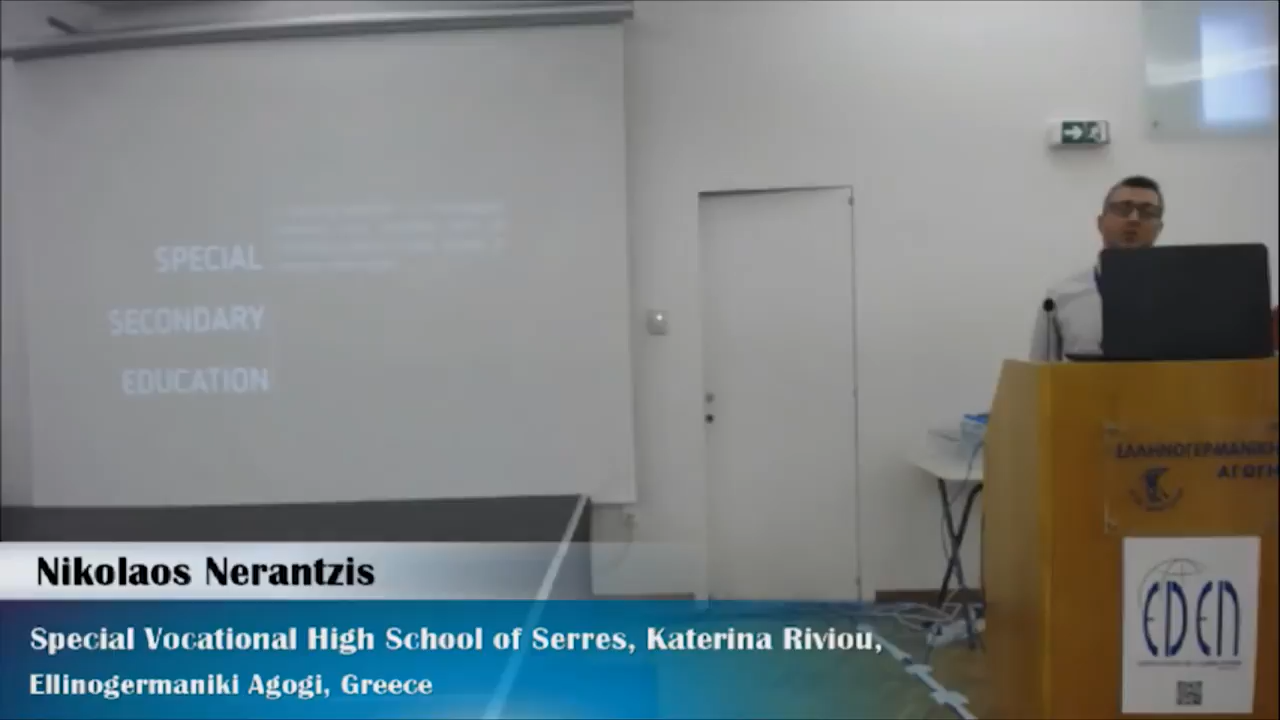 SPECIAL
SECONDARY
EDUCATION
ΕΛΛΗΝΟΓΕΡΜΑΝΙΚΗ
ΑΓΩΓΗ
EDEN
Nikolaos Nerantzis
Special Vocational High School of Serres, Katerina Riviou,
Ellinogermaniki Agogi, Greece